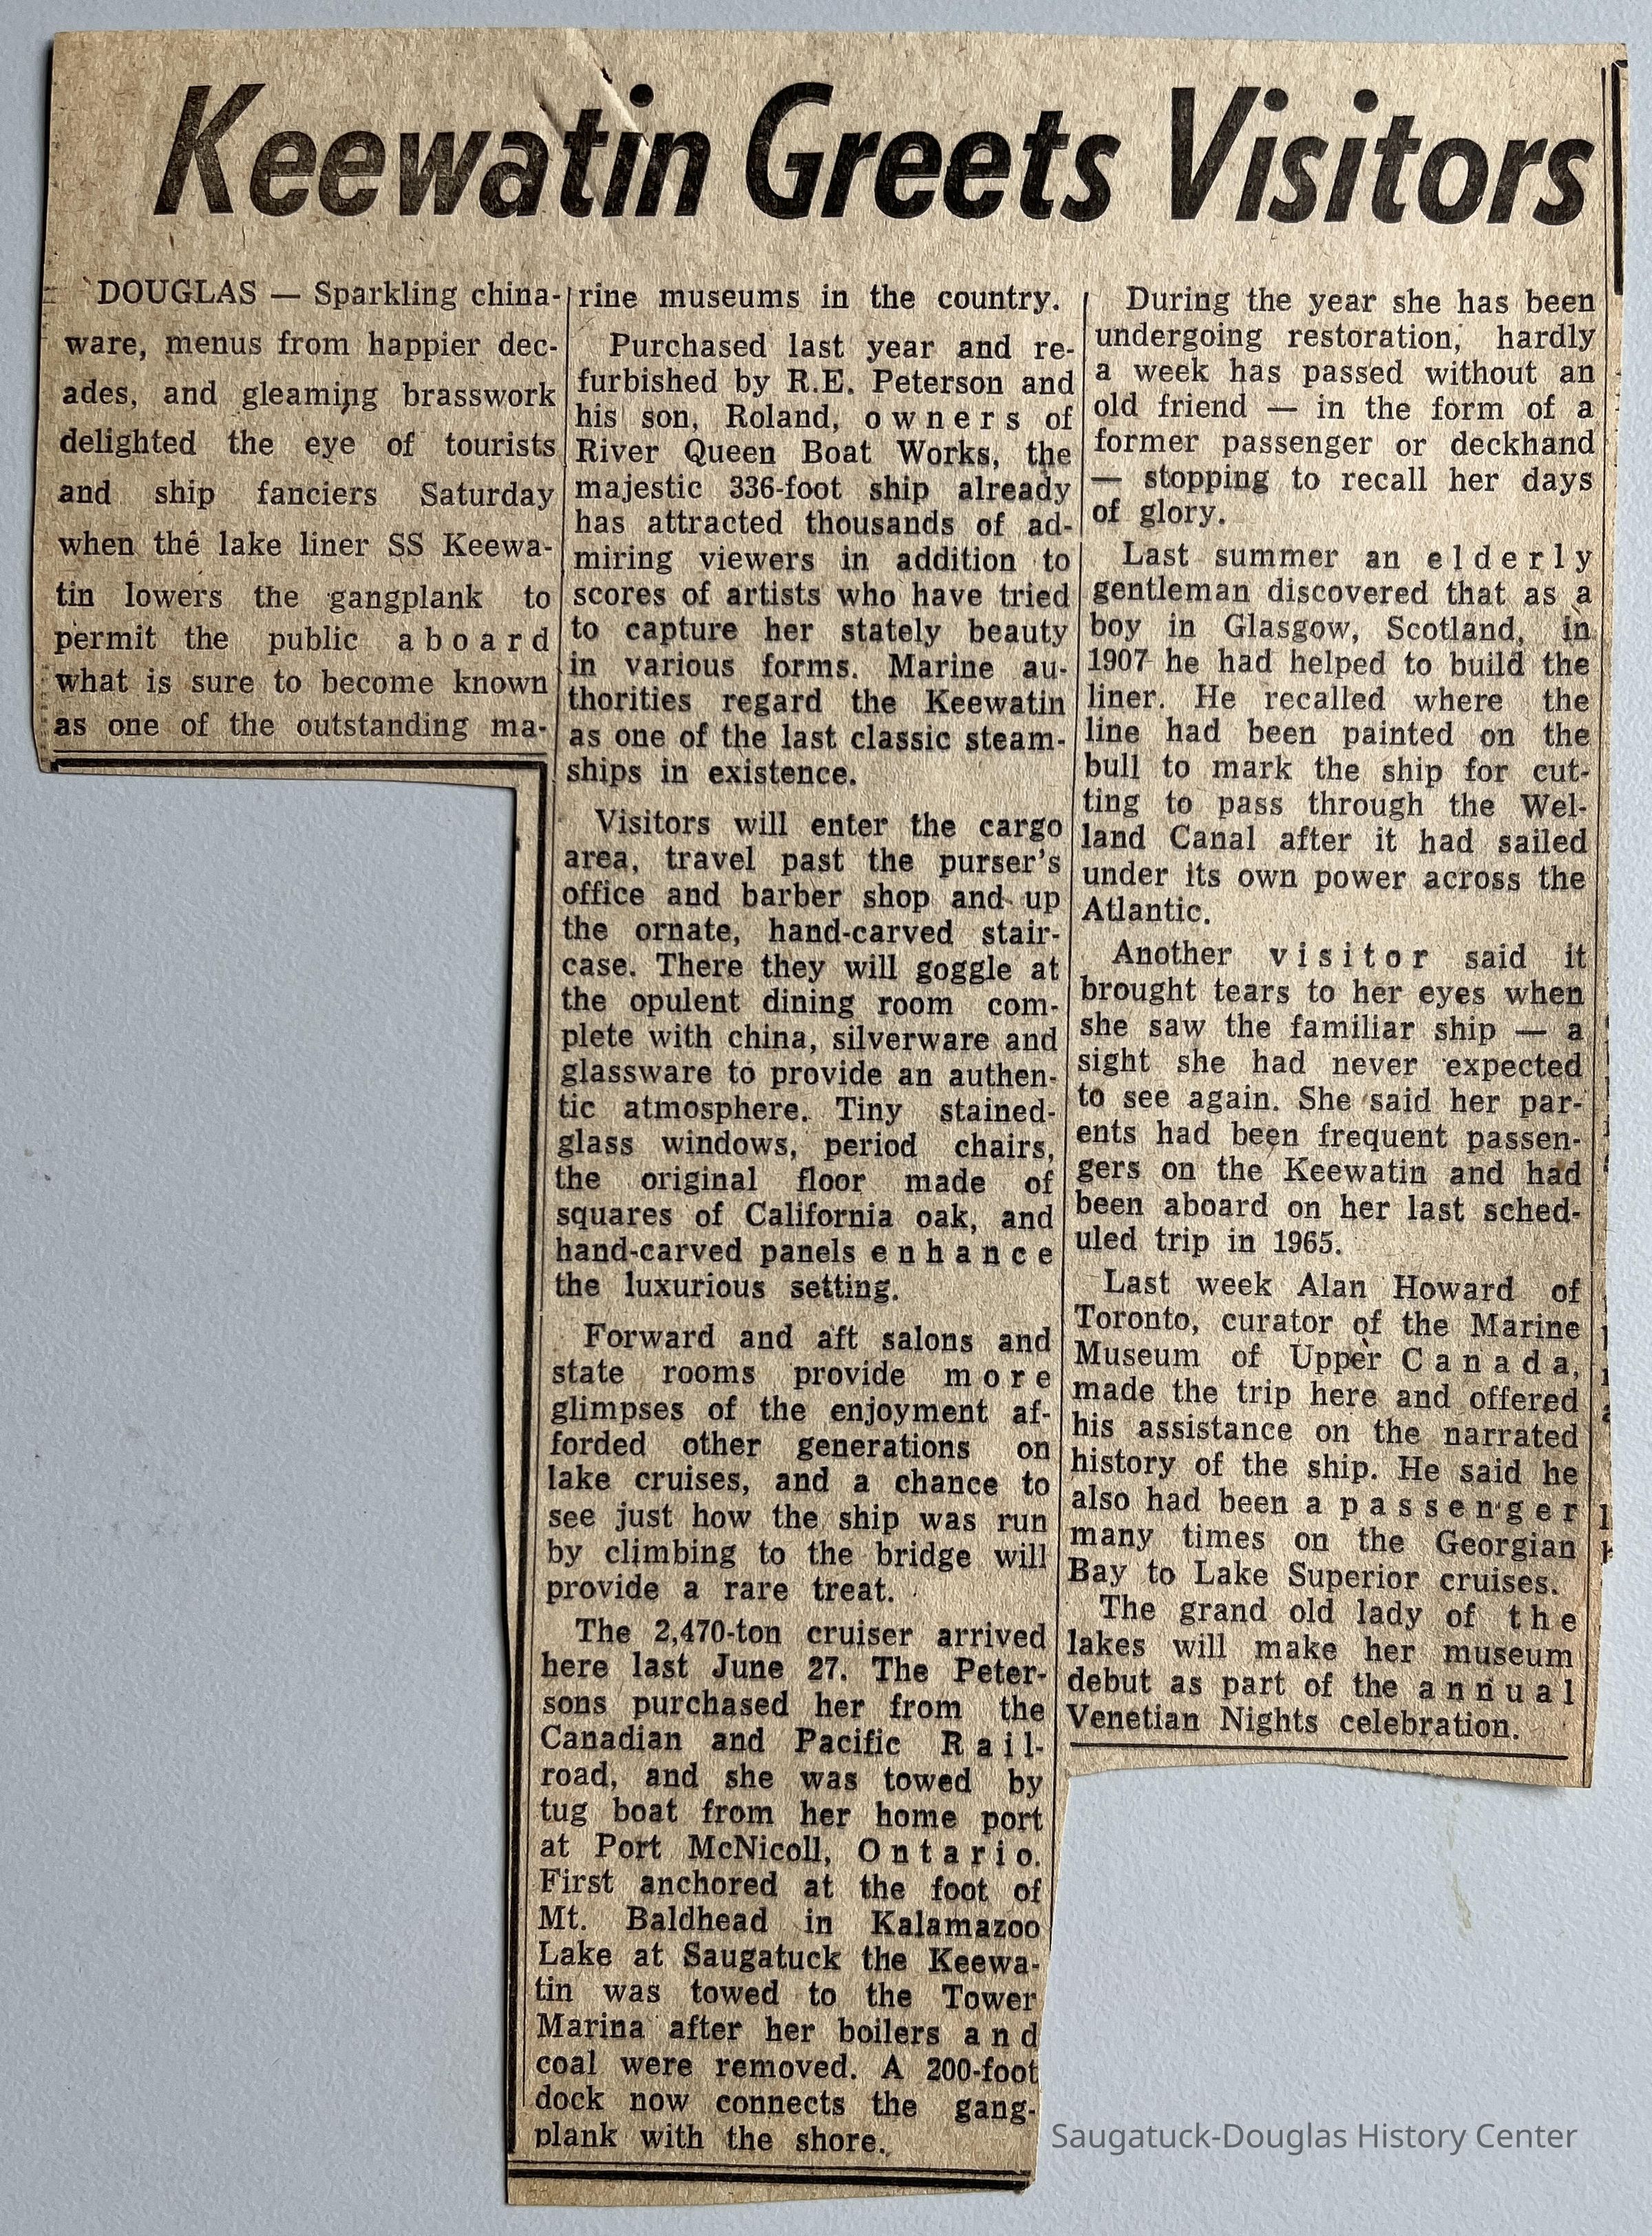 Keewatin Greets Visitors
DOUGLAS — Sparkling china-
ware, menus from happier dec-
ades, and gleaming brasswork
delighted the eye of tourists
and ship fanciers Saturday
when the lake liner SS Keewa-
tin lowers the gangplank to
permit the public aboard
what is sure to become known
as one of the outstanding ma-
rine museums in the country.
Purchased last year and re-
furbished by R.E. Peterson and
his son, Roland, owners of
River Queen Boat Works, the
majestic 336-foot ship already
has attracted thousands of ad-
miring viewers in addition to
scores of artists who have tried
to capture her stately beauty
in various forms. Marine au-
thorities regard the Keewatin
as one of the last classic steam-
ships in existence.
Visitors will enter the cargo
area, travel past the purser's
office and barber shop and up
the ornate, hand-carved stair-
case. There they will goggle at
the opulent dining room com-
plete with china, silverware and
glassware to provide an authen-
tic atmosphere. Tiny stained-
glass windows, period chairs,
the original floor made of
squares of California oak, and
hand-carved panels enhance
the luxurious setting.
Forward and aft salons and
state rooms provide more
glimpses of the enjoyment af-
forded other generations on
lake cruises, and a chance to
see just how the ship was run
by climbing to the bridge will
provide a rare treat.
The 2,470-ton cruiser arrived
here last June 27. The Peter-
sons purchased her from the
Canadian and Pacific Rail-
road, and she was towed by
tug boat from her home port
at Port McNicoll, Ontario.
First anchored at the foot of
Mt. Baldhead in Kalamazoo
Lake at Saugatuck the Keewa-
tin was towed to the Tower
Marina after her boilers and
coal were removed. A 200-foot
dock now connects the gang-
plank with the shore.
During the year she has been
undergoing restoration, hardly
a week has passed without an
old friend — in the form of a
former passenger or deckhand
— stopping to recall her days
of glory.
Last summer an elderly
gentleman discovered that as a
boy in Glasgow, Scotland, in
1907 he had helped to build the
liner. He recalled where the
line had been painted on the
bull to mark the ship for cut-
ting to pass through the Wel-
land Canal after it had sailed
under its own power across the
Atlantic.
Another visitor said it
brought tears to her eyes when
she saw the familiar ship — a
sight she had never expected
to see again. She said her par-
ents had been frequent passen-
gers on the Keewatin and had
been aboard on her last sched-
uled trip in 1965.
Last week Alan Howard of
Toronto, curator of the Marine
Museum of Upper Canada,
made the trip here and offered
his assistance on the narrated
history of the ship. He said he
also had been a passenger
many times on the Georgian
Bay to Lake Superior cruises.
The grand old lady of the
lakes will make her museum
debut as part of the annual
Venetian Nights celebration.
Saugatuck-Douglas History Center